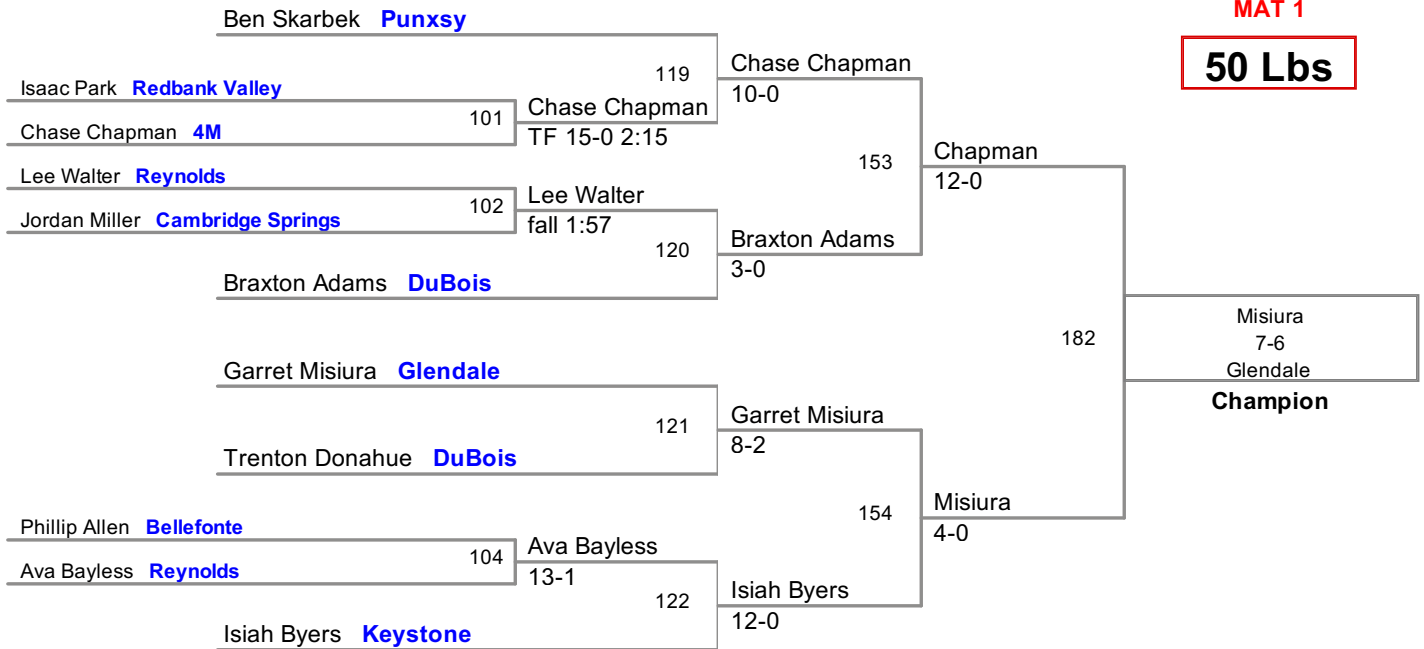 MAT 1
50 Lbs
Ben Skarbek Punxsy
119
Chase Chapman
10-0
Isaac Park Redbank Valley
101
Chase Chapman
TF 15-0 2:15
Chase Chapman 4M
153
Chapman
12-0
Lee Walter Reynolds
102
Lee Walter
fall 1:57
Jordan Miller Cambridge Springs
120
Braxton Adams
3-0
Braxton Adams DuBois
182
Misiura
7-6
Glendale
Champion
Garret Misiura Glendale
121
Garret Misiura
8-2
Trenton Donahue DuBois
154
Misiura
4-0
Phillip Allen Bellefonte
104
Ava Bayless
13-1
Ava Bayless Reynolds
122
Isiah Byers
12-0
Isiah Byers Keystone